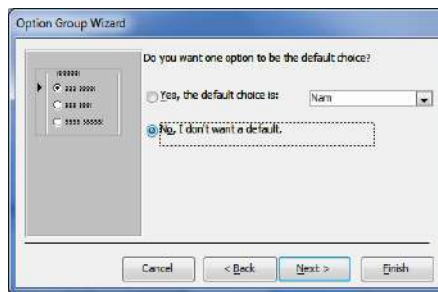 Option Group Wizard
Do you want one option to be the default choice?
Yes, the default choice is:
Nam
No, I don't want a default.
Cancel
< Back
Next >
Finish